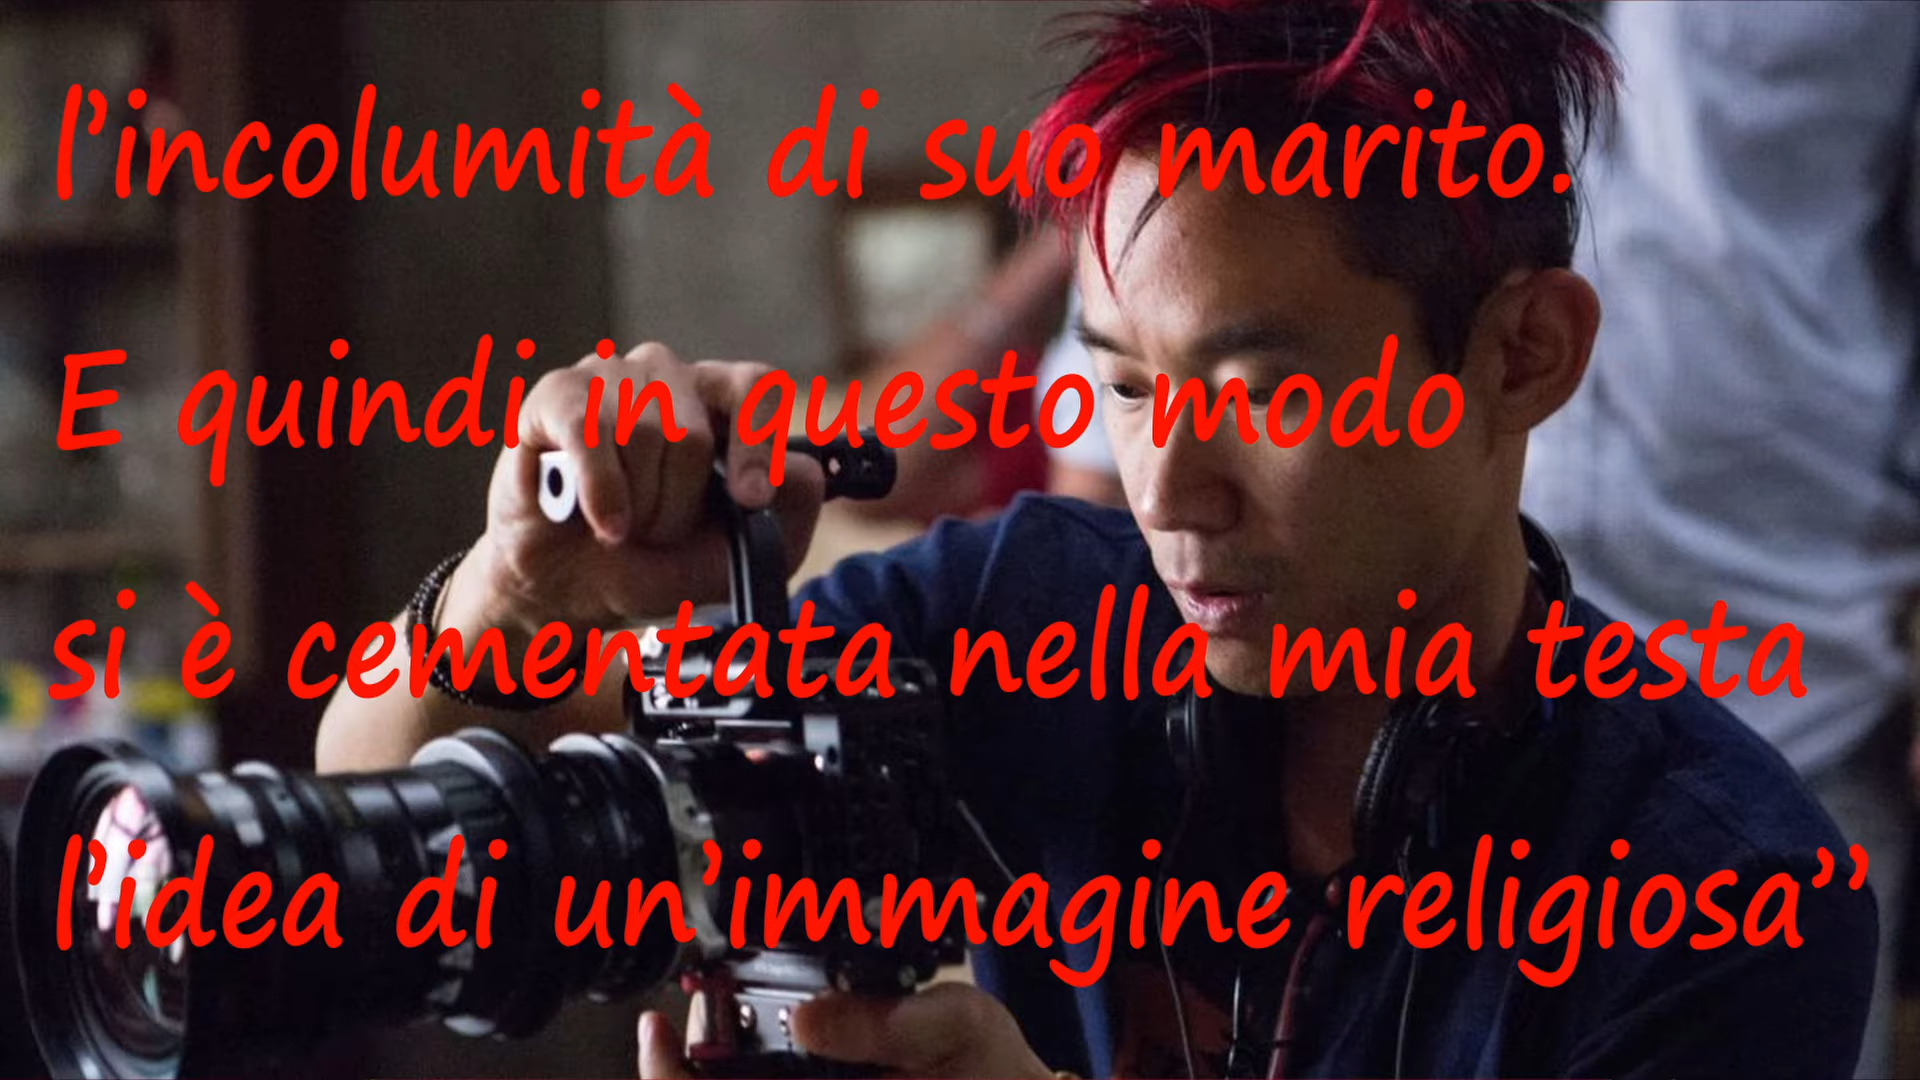 l’incolumità di suo marito.
E quindi in questo modo
si è cementata nella mia testa
l’idea di un’immagine religiosa”